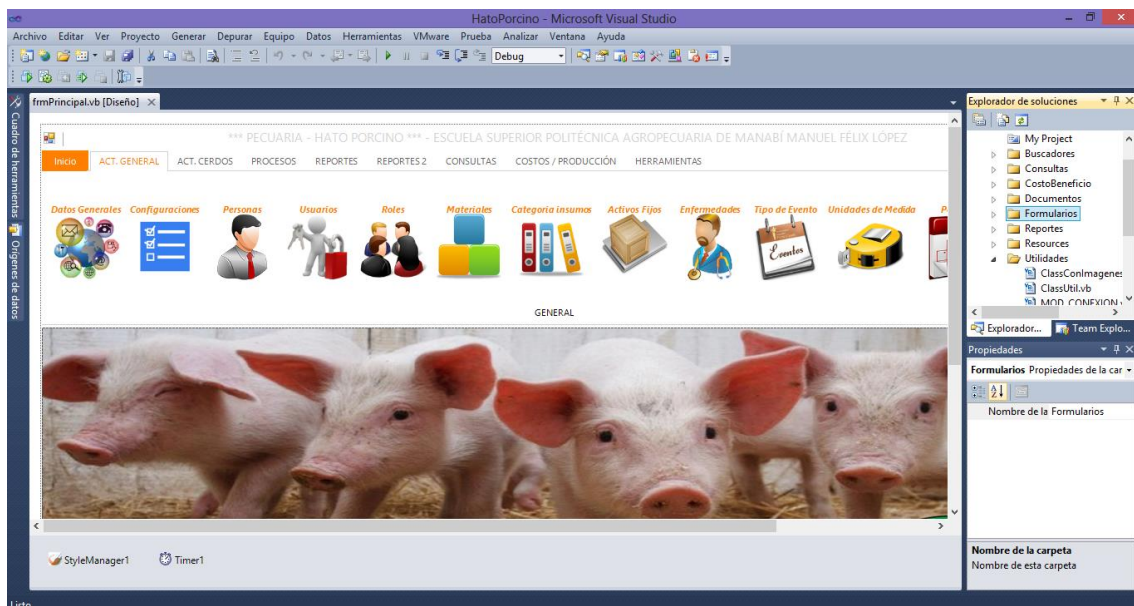 HatoPorcino - Microsoft Visual Studio
Archivo Editar Ver Proyecto Generar Depurar Equipo Datos Herramientas VMware Prueba Analizar Ventana Ayuda
Debug
Cuadro de herramientas
Orígenes de datos
frmPrincipal.vb [Diseño]
*** PECUARIA - HATO PORCINO *** - ESCUELA SUPERIOR POLITÉCNICA AGROPECUARIA DE MANABÍ MANUEL FÉLIX LÓPEZ
Inicio ACT. GENERAL ACT. CERDOS PROCESOS REPORTES REPORTES 2 CONSULTAS COSTOS / PRODUCCIÓN HERRAMIENTAS
Datos Generales Configuraciones Personas Usuarios Roles Materiales Categoria insumos Activos Fijos Enfermedades Tipo de Evento Unidades de Medida
Eventos
GENERAL
StyleManager1 Timer1
Explorador de soluciones
My Project
Buscadores
Consultas
CostoBeneficio
Documentos
Formularios
Reportes
Resources
Utilidades
ClassConImagenes
ClassUtil.vb
MOD_CONEXION
Explorador... Team Explo...
Propiedades
Formularios Propiedades de la car
Nombre de la Formularios
Nombre de la carpeta
Nombre de esta carpeta
Listo